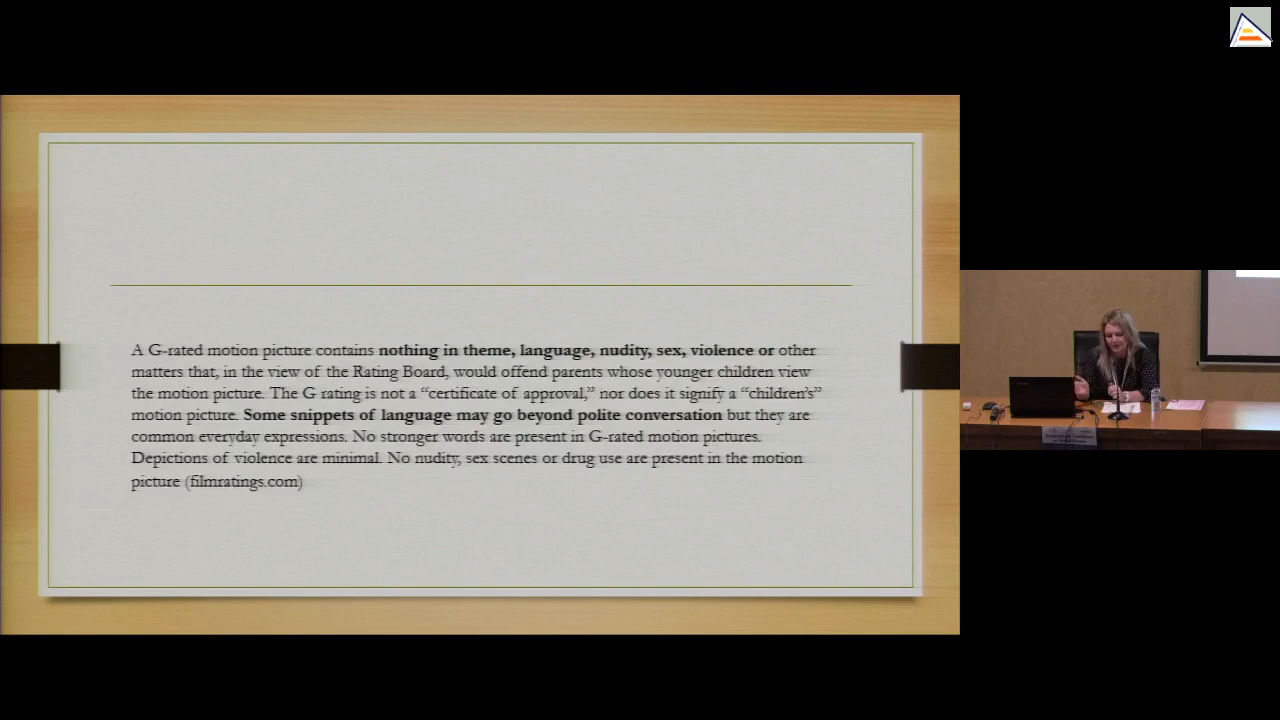 A G-rated motion picture contains nothing in theme, language, nudity, sex, violence or other
matters that, in the view of the Rating Board, would offend parents whose younger children view
the motion picture. The G rating is not a “certificate of approval,” nor does it signify a “children’s”
motion picture. Some snippets of language may go beyond polite conversation but they are
common everyday expressions. No stronger words are present in G-rated motion pictures.
Depictions of violence are minimal. No nudity, sex scenes or drug use are present in the motion
picture (filmratings.com)